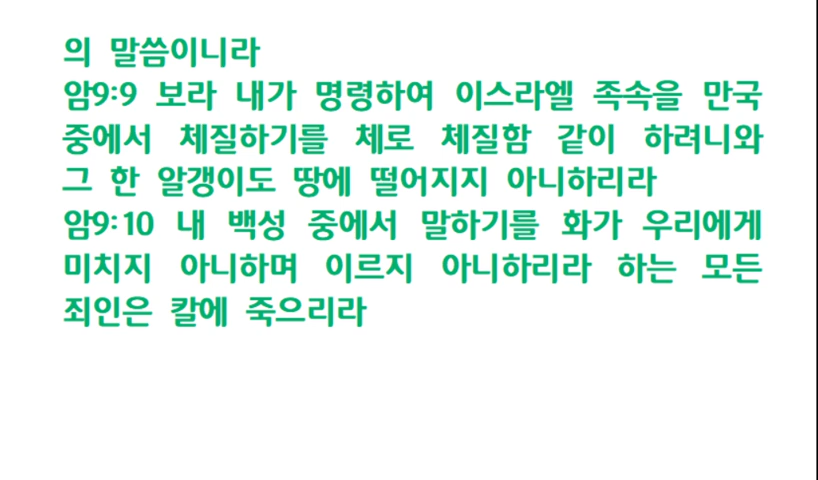 의 말씀이니라
암9:9 보라 내가 명령하여 이스라엘 족속을 만국
중에서 체질하기를 체로 체질함 같이 하려니와
그 한 알갱이도 땅에 떨어지지 아니하리라
암9:10 내 백성 중에서 말하기를 화가 우리에게
미치지 아니하며 이르지 아니하리라 하는 모든
죄인은 칼에 죽으리라